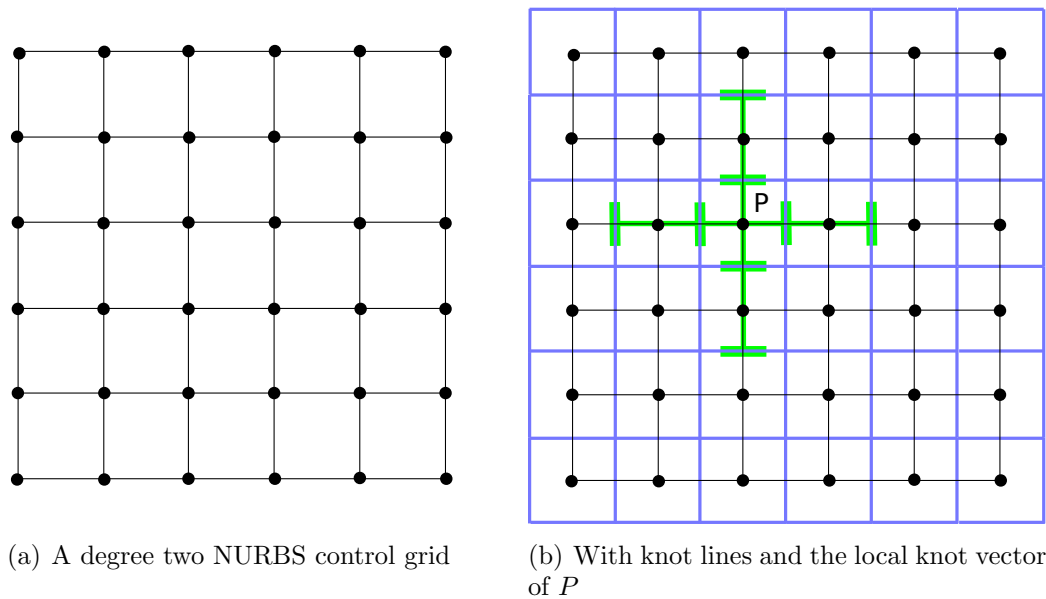 P
(a) A degree two NURBS control grid
(b) With knot lines and the local knot vector
of P